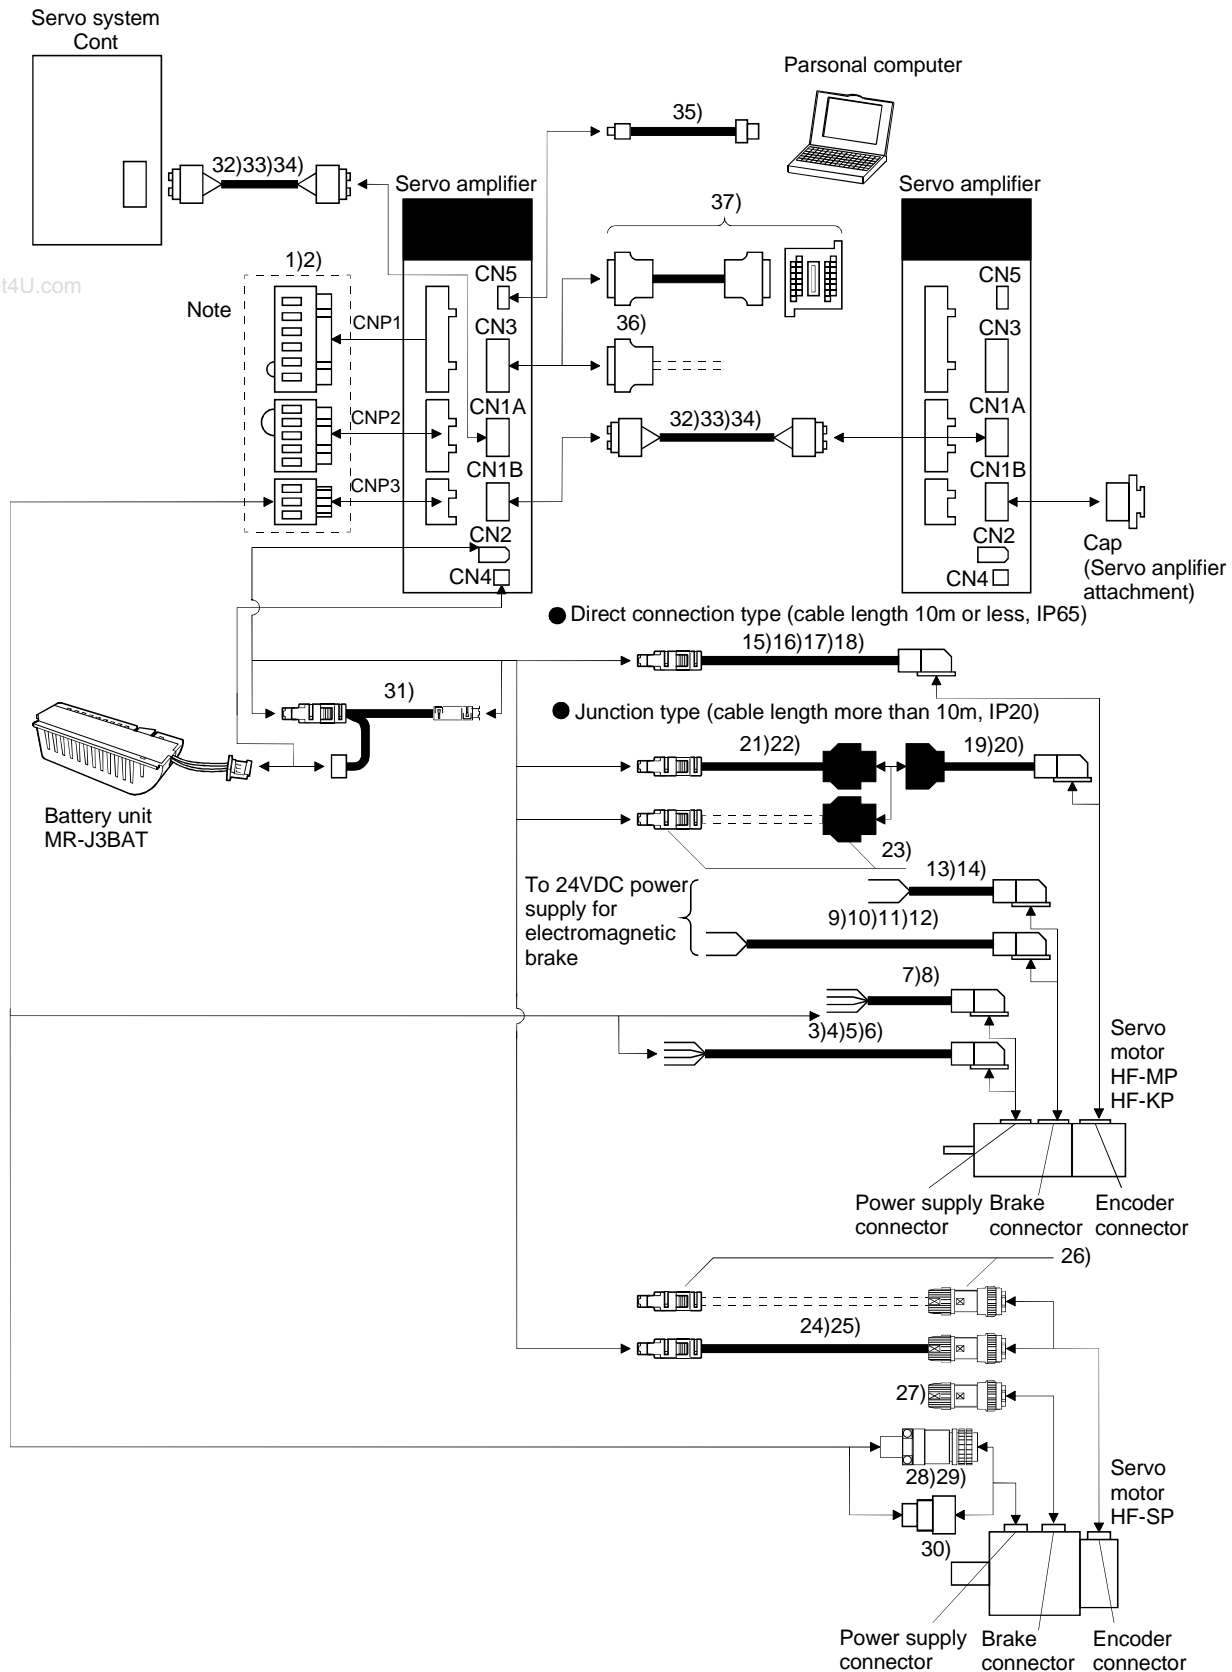 Servo system
Cont
Parsonal computer
35)
32)33)34)
Servo amplifier
Servo amplifier
37)
t4U.com
1)2)
CN5
CN5
Note
CNP1
CN3
36)
CN3
CN1A
CN1A
CNP2
32)33)34)
CN1B
CN1B
CNP3
CN2
CN2
Cap
(Servo anplifier
attachment)
CN4
CN4
● Direct connection type (cable length 10m or less, IP65)
15)16)17)18)
31)
● Junction type (cable length more than 10m, IP20)
21)22)
19)20)
Battery unit
MR-J3BAT
23)
To 24VDC power
supply for
electromagnetic
brake
13)14)
9)10)11)12)
7)8)
3)4)5)6)
Servo
motor
HF-MP
HF-KP
Power supply
connector
Brake
connector
Encoder
connector
26)
24)25)
27)
28)29)
Servo
motor
HF-SP
30)
Power supply
connector
Brake
connector
Encoder
connector